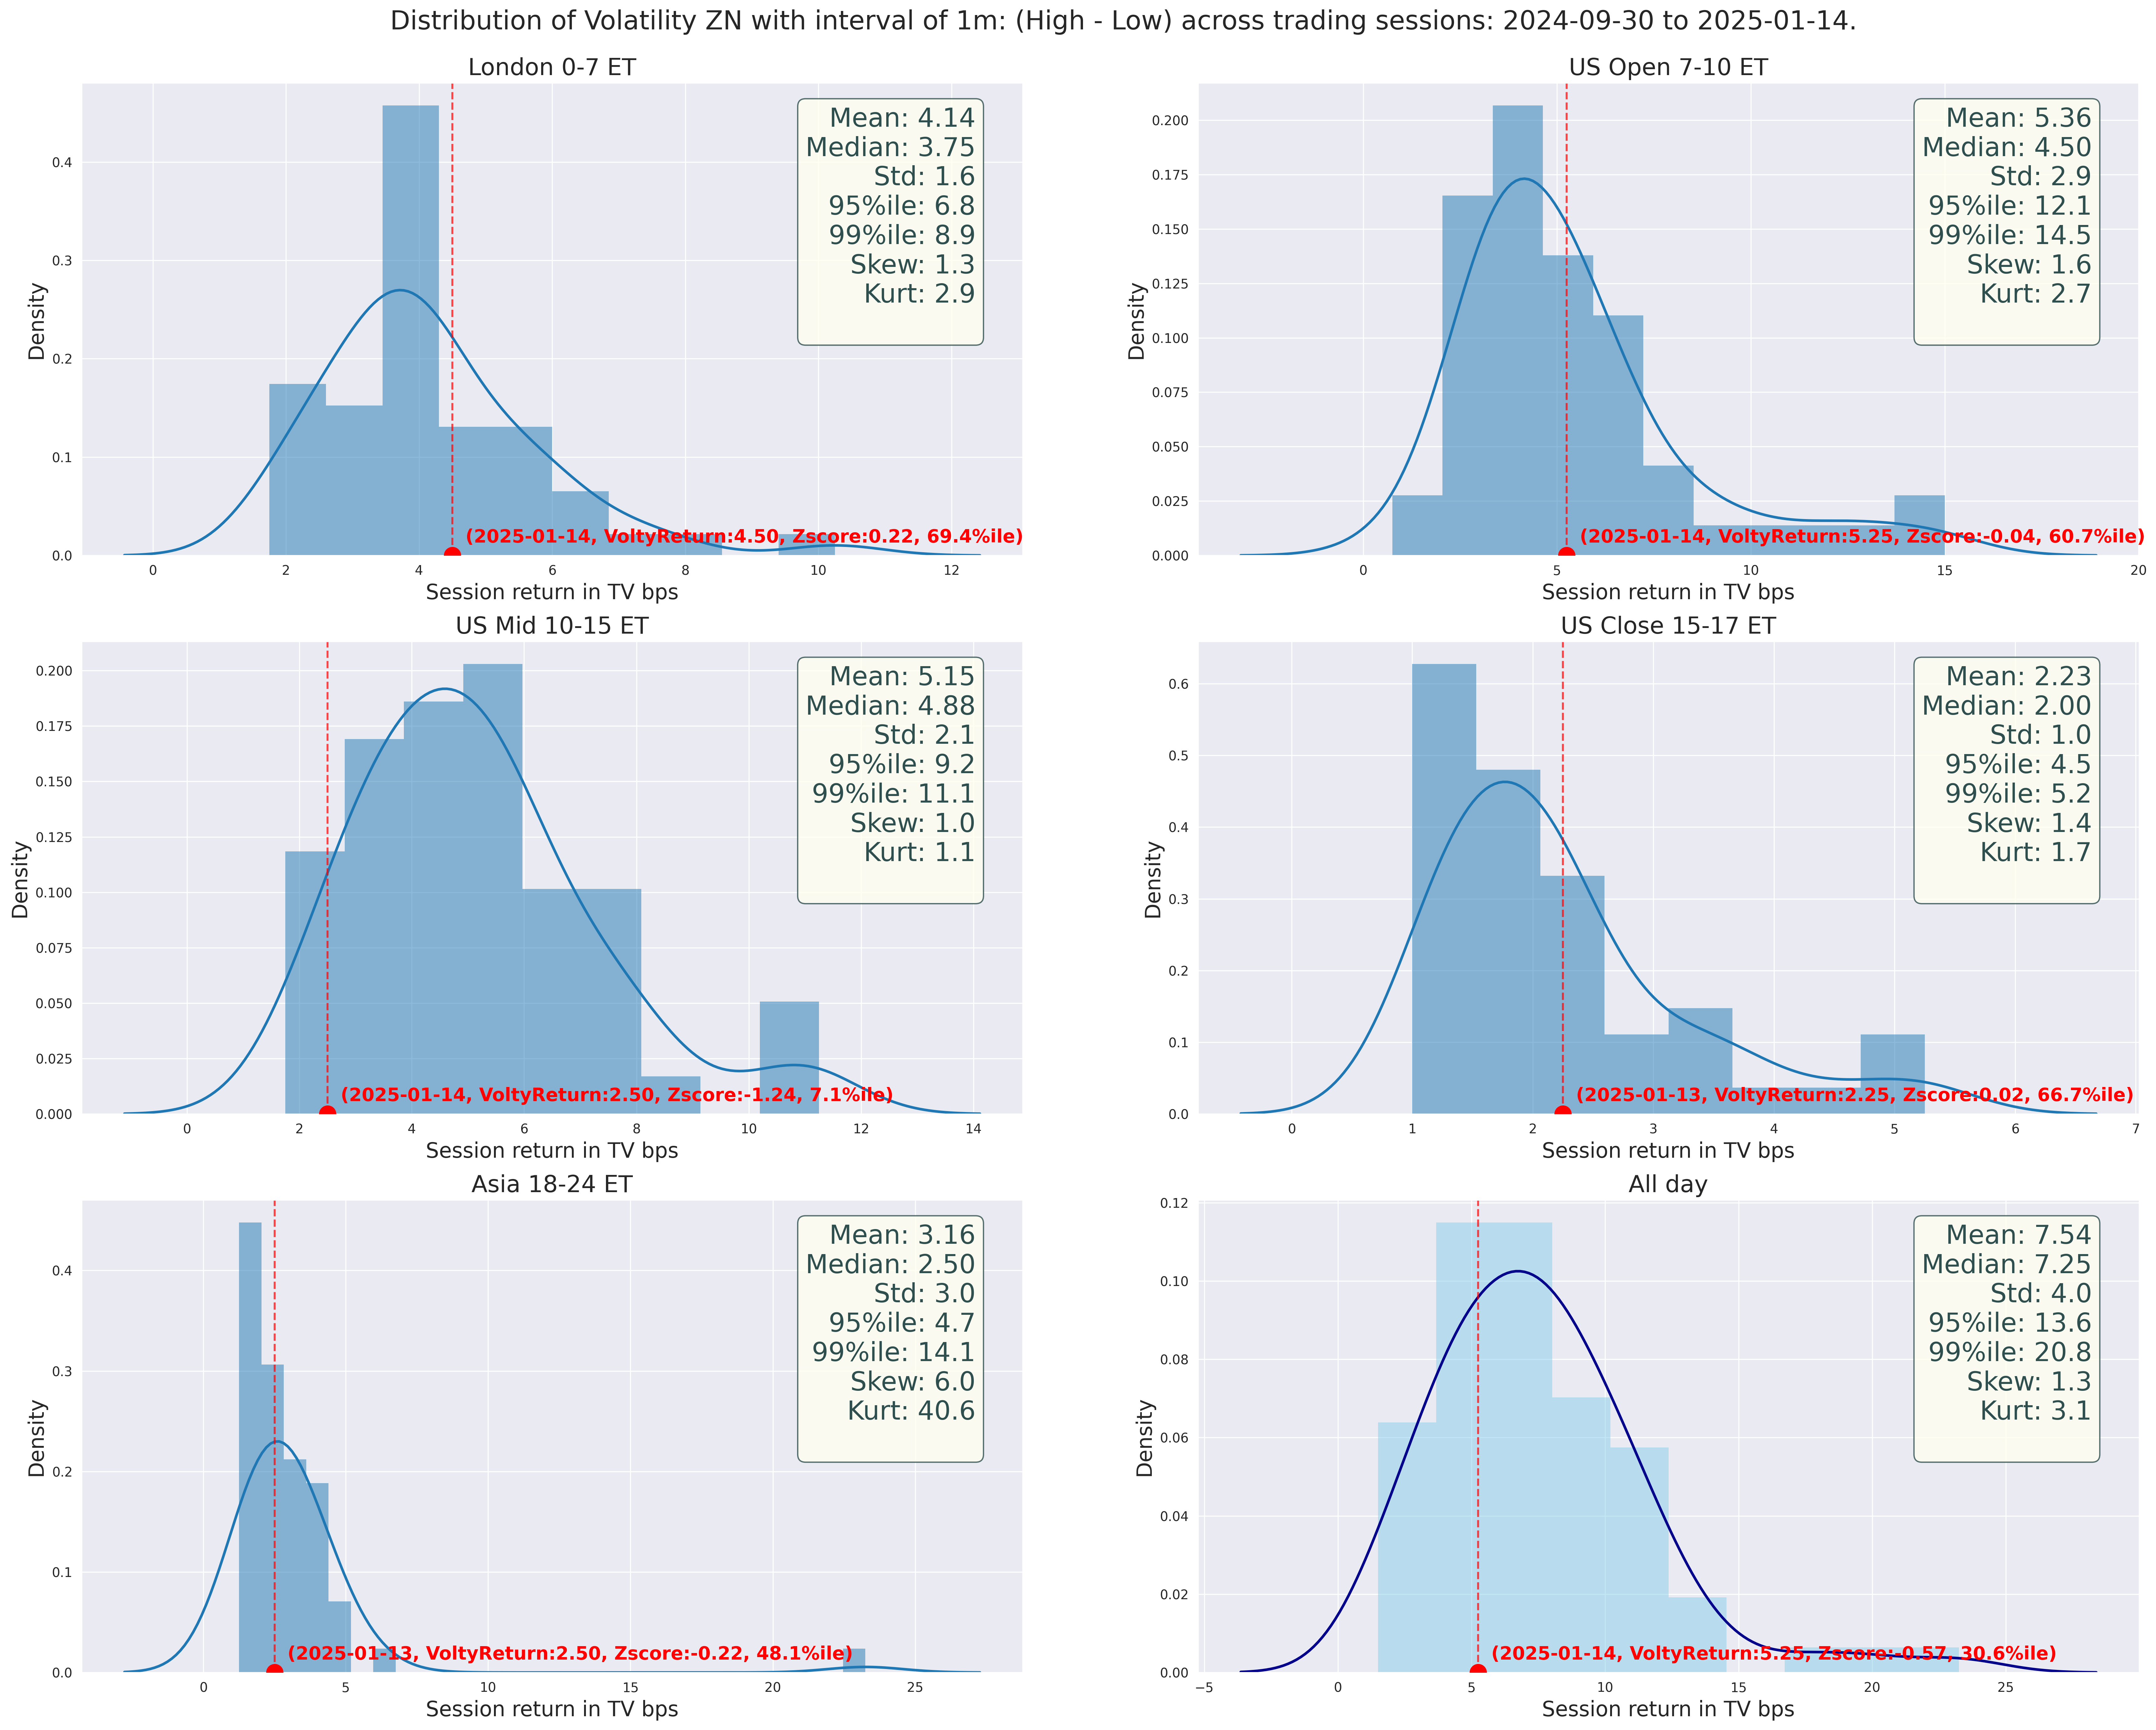 Distribution of Volatility ZN with interval of 1m: (High - Low) across trading sessions: 2024-09-30 to 2025-01-14.
London 0-7 ET
Density
0.4
0.3
0.2
0.1
0.0
Mean: 4.14
Median: 3.75
Std: 1.6
95%ile: 6.8
99%ile: 8.9
Skew: 1.3
Kurt: 2.9
(2025-01-14, VoltyReturn:4.50, Zscore:0.22, 69.4%ile)
0 2 4 6 8 10 12
Session return in TV bps
US Open 7-10 ET
Density
0.200
0.175
0.150
0.125
0.100
0.075
0.050
0.025
0.000
Mean: 5.36
Median: 4.50
Std: 2.9
95%ile: 12.1
99%ile: 14.5
Skew: 1.6
Kurt: 2.7
(2025-01-14, VoltyReturn:5.25, Zscore:-0.04, 60.7%ile)
0 5 10 15 20
Session return in TV bps
US Mid 10-15 ET
Density
0.200
0.175
0.150
0.125
0.100
0.075
0.050
0.025
0.000
Mean: 5.15
Median: 4.88
Std: 2.1
95%ile: 9.2
99%ile: 11.1
Skew: 1.0
Kurt: 1.1
(2025-01-14, VoltyReturn:2.50, Zscore:-1.24, 7.1%ile)
0 2 4 6 8 10 12 14
Session return in TV bps
US Close 15-17 ET
Density
0.6
0.5
0.4
0.3
0.2
0.1
0.0
Mean: 2.23
Median: 2.00
Std: 1.0
95%ile: 4.5
99%ile: 5.2
Skew: 1.4
Kurt: 1.7
(2025-01-13, VoltyReturn:2.25, Zscore:0.02, 66.7%ile)
0 1 2 3 4 5 6 7
Session return in TV bps
Asia 18-24 ET
Density
0.4
0.3
0.2
0.1
0.0
Mean: 3.16
Median: 2.50
Std: 3.0
95%ile: 4.7
99%ile: 14.1
Skew: 6.0
Kurt: 40.6
(2025-01-13, VoltyReturn:2.50, Zscore:-0.22, 48.1%ile)
0 5 10 15 20 25
Session return in TV bps
All day
Density
0.12
0.10
0.08
0.06
0.04
0.02
0.00
Mean: 7.54
Median: 7.25
Std: 4.0
95%ile: 13.6
99%ile: 20.8
Skew: 1.3
Kurt: 3.1
(2025-01-14, VoltyReturn:5.25, Zscore:-0.57, 30.6%ile)
−5 0 5 10 15 20 25
Session return in TV bps